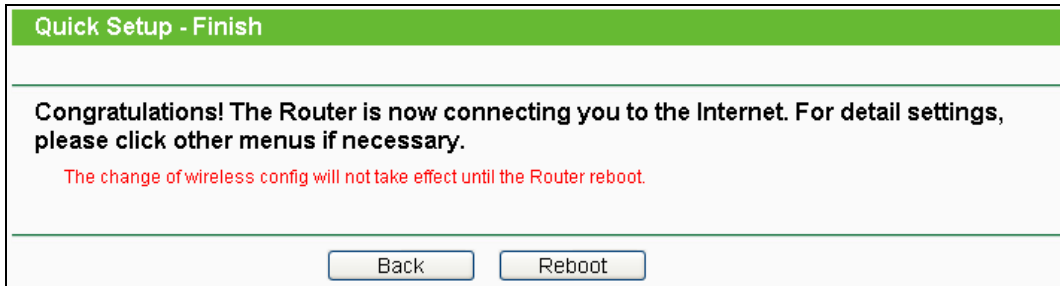 Quick Setup - Finish
Congratulations! The Router is now connecting you to the Internet. For detail settings,
please click other menus if necessary.
The change of wireless config will not take effect until the Router reboot.
Back
Reboot